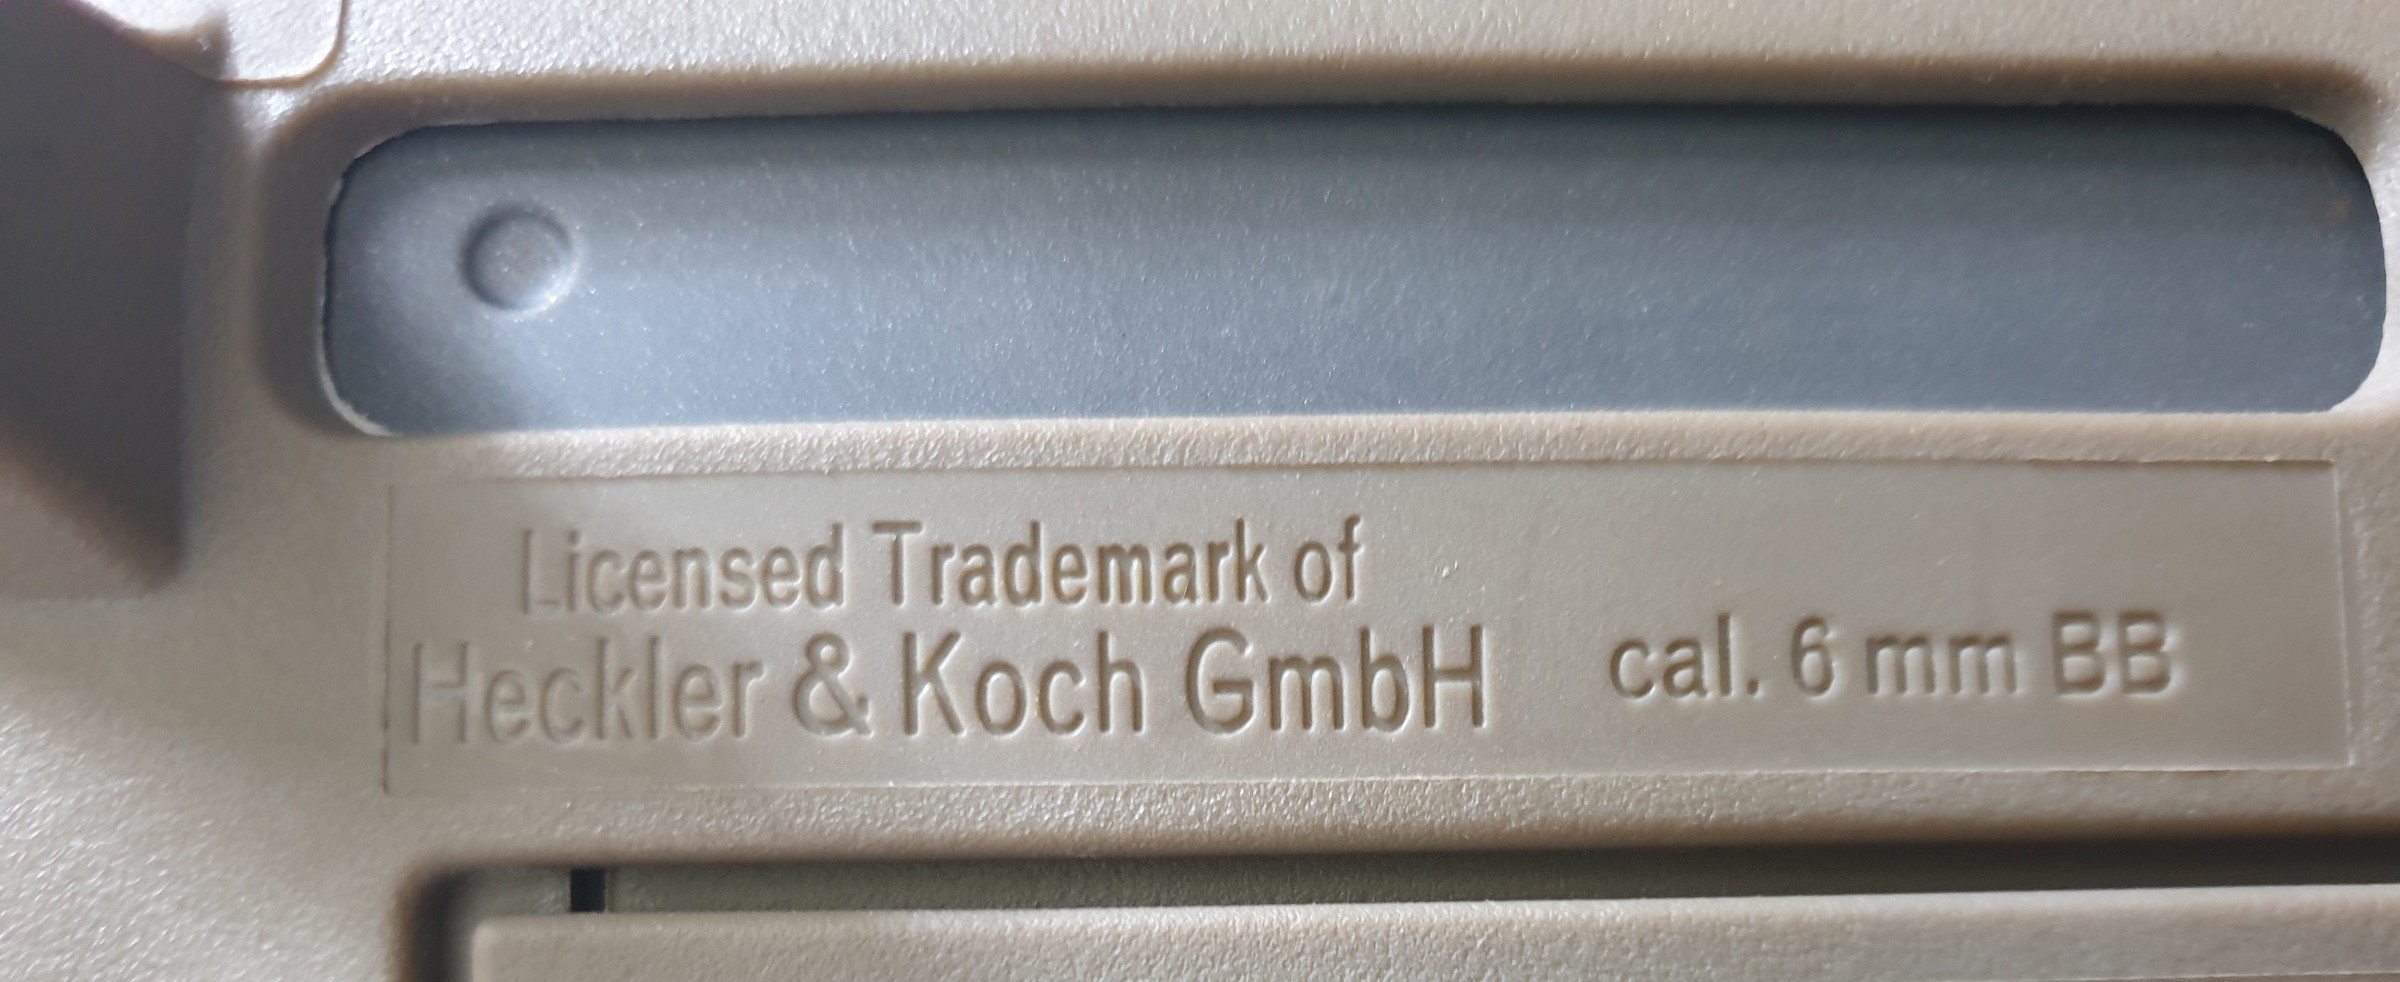 Licensed Trademark of
Heckler & Koch GmbH
cal. 6 mm BB